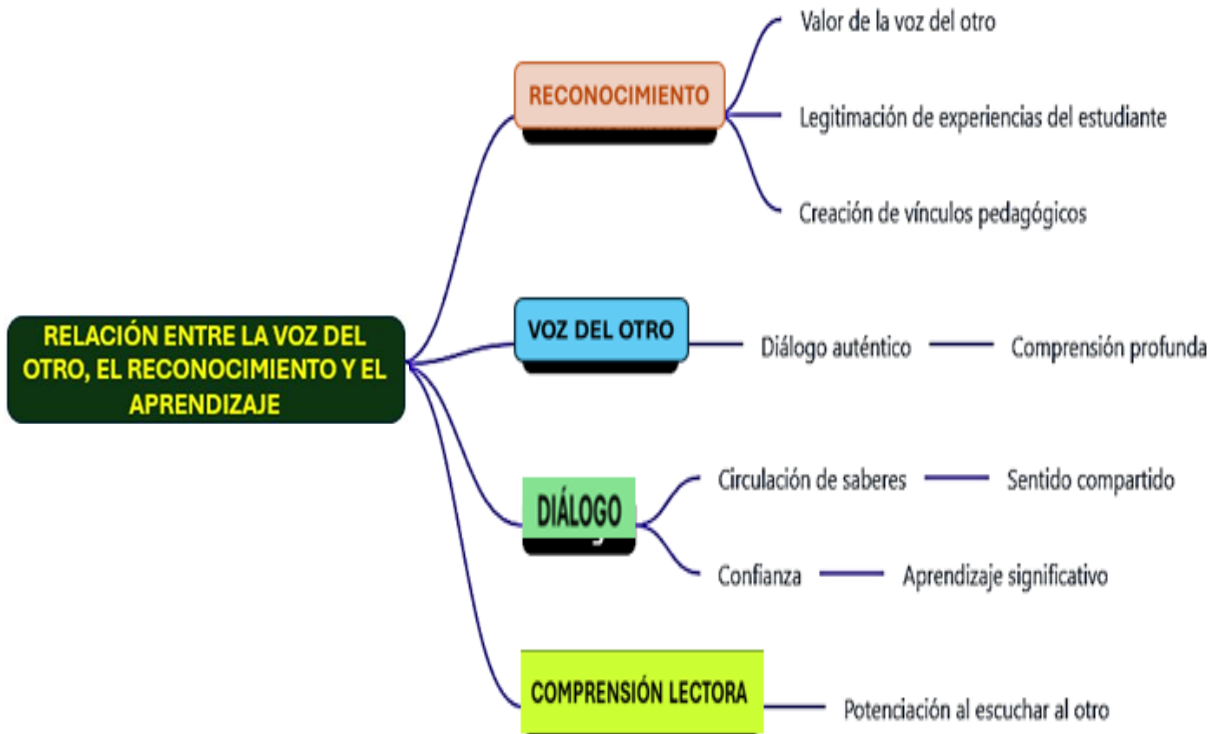 RELACIÓN ENTRE LA VOZ DEL
OTRO, EL RECONOCIMIENTO Y EL
APRENDIZAJE
RECONOCIMIENTO
Valor de la voz del otro
Legitimación de experiencias del estudiante
Creación de vínculos pedagógicos
VOZ DEL OTRO
Diálogo auténtico
Comprensión profunda
DIÁLOGO
Circulación de saberes
Sentido compartido
Confianza
Aprendizaje significativo
COMPRENSIÓN LECTORA
Potenciación al escuchar al otro